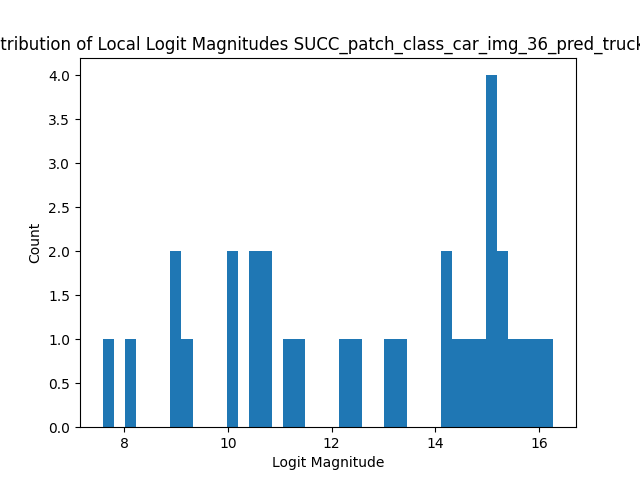 tribution of Local Logit Magnitudes SUCC_patch_class_car_img_36_pred_truck
4.0
3.5
3.0
2.5
2.0
1.5
1.0
0.5
0.0
Count
8 10 12 14 16
Logit Magnitude